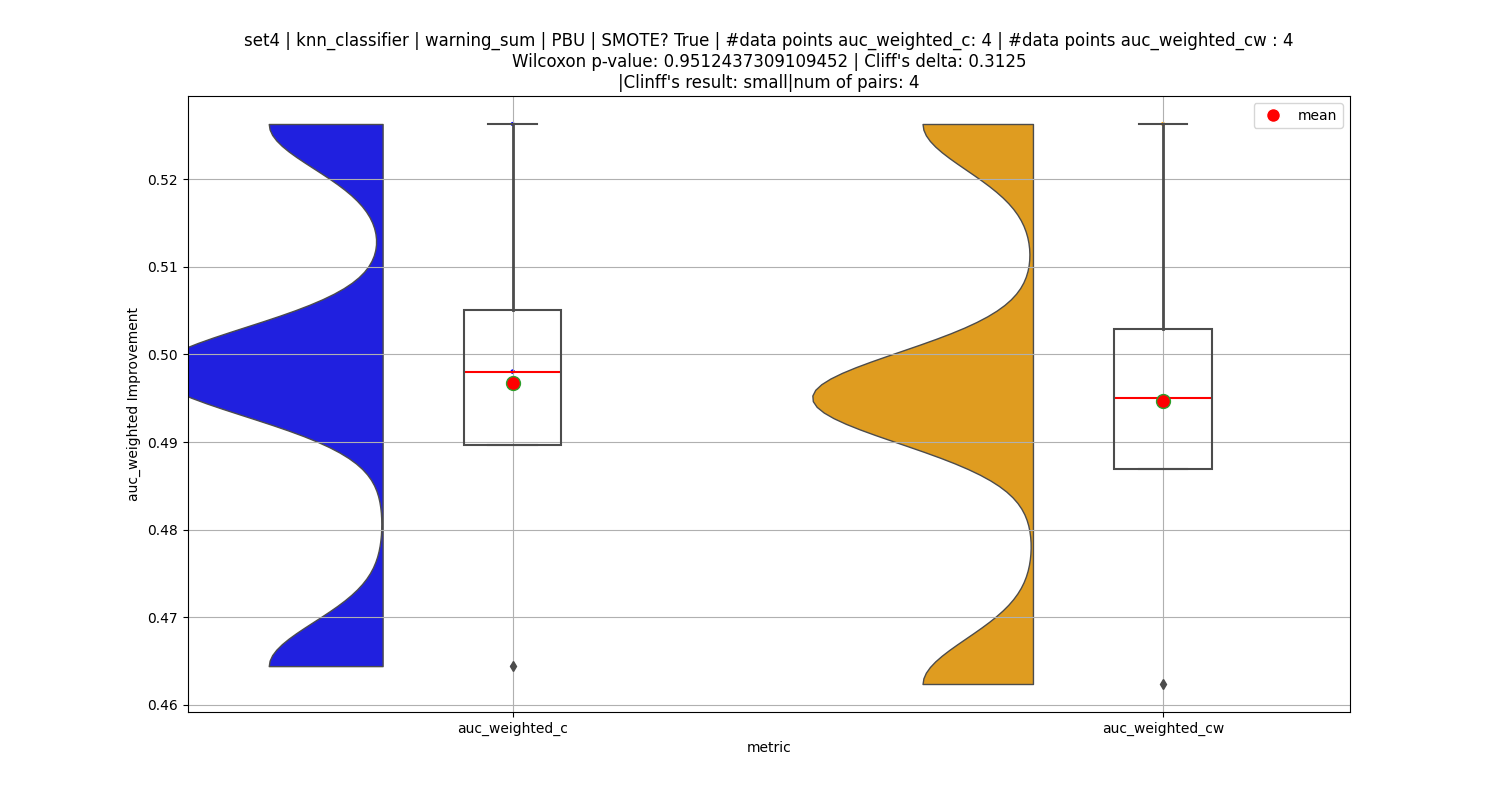 set4 | knn_classifier | warning_sum | PBU | SMOTE? True | #data points auc_weighted_c: 4 | #data points auc_weighted_cw : 4
Wilcoxon p-value: 0.9512437309109452 | Cliff's delta: 0.3125
|Clinff's result: small|num of pairs: 4
mean
0.52
0.51
0.50
0.49
0.48
0.47
0.46
auc_weighted Improvement
auc_weighted_c
auc_weighted_cw
metric